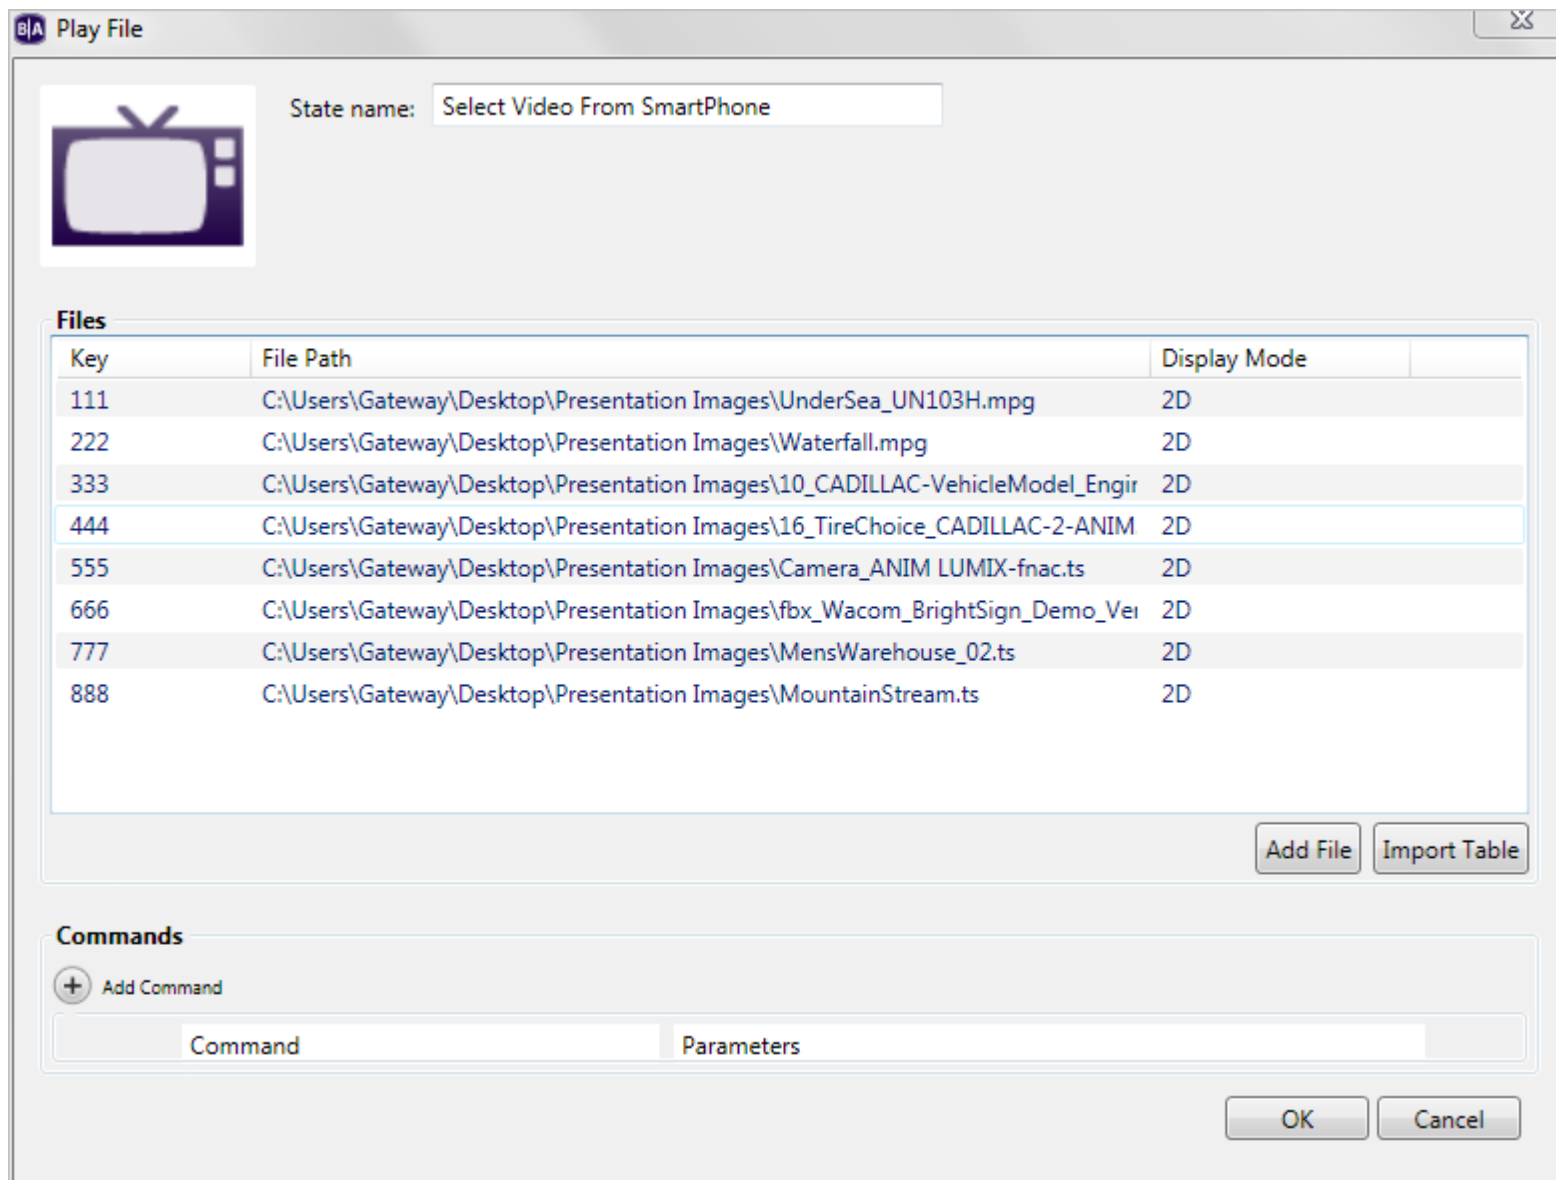 B|A Play File
State name: Select Video From SmartPhone
Files
Key File Path Display Mode
111 C:\Users\Gateway\Desktop\Presentation Images\UnderSea_UN103H.mpg 2D
222 C:\Users\Gateway\Desktop\Presentation Images\Waterfall.mpg 2D
333 C:\Users\Gateway\Desktop\Presentation Images\10_CADILLAC-VehicleModel_Engir 2D
444 C:\Users\Gateway\Desktop\Presentation Images\16_TireChoice_CADILLAC-2-ANIM. 2D
555 C:\Users\Gateway\Desktop\Presentation Images\Camera_ANIM LUMIX-fnac.ts 2D
666 C:\Users\Gateway\Desktop\Presentation Images\fbx_Wacom_BrightSign_Demo_Ver 2D
777 C:\Users\Gateway\Desktop\Presentation Images\MensWarehouse_02.ts 2D
888 C:\Users\Gateway\Desktop\Presentation Images\MountainStream.ts 2D
Add File Import Table
Commands
Add Command
Command Parameters
OK Cancel